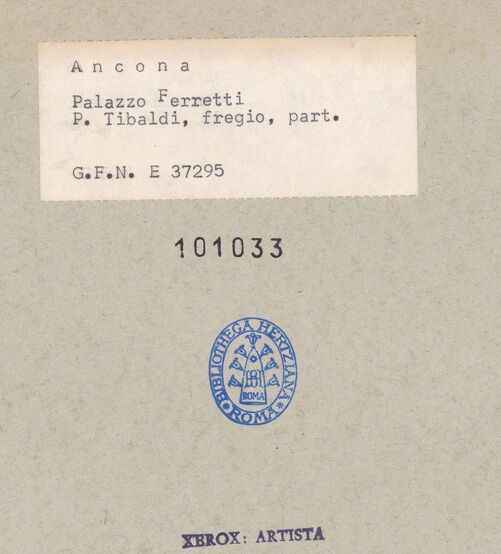 Ancona
Palazzo Ferretti
P. Tibaldi, fregio, part.
G.F.N. E 37295
101033
BIBLIOTHECA HERTZIANA
ROMA
* ROMA *
XEROX: ARTISTA